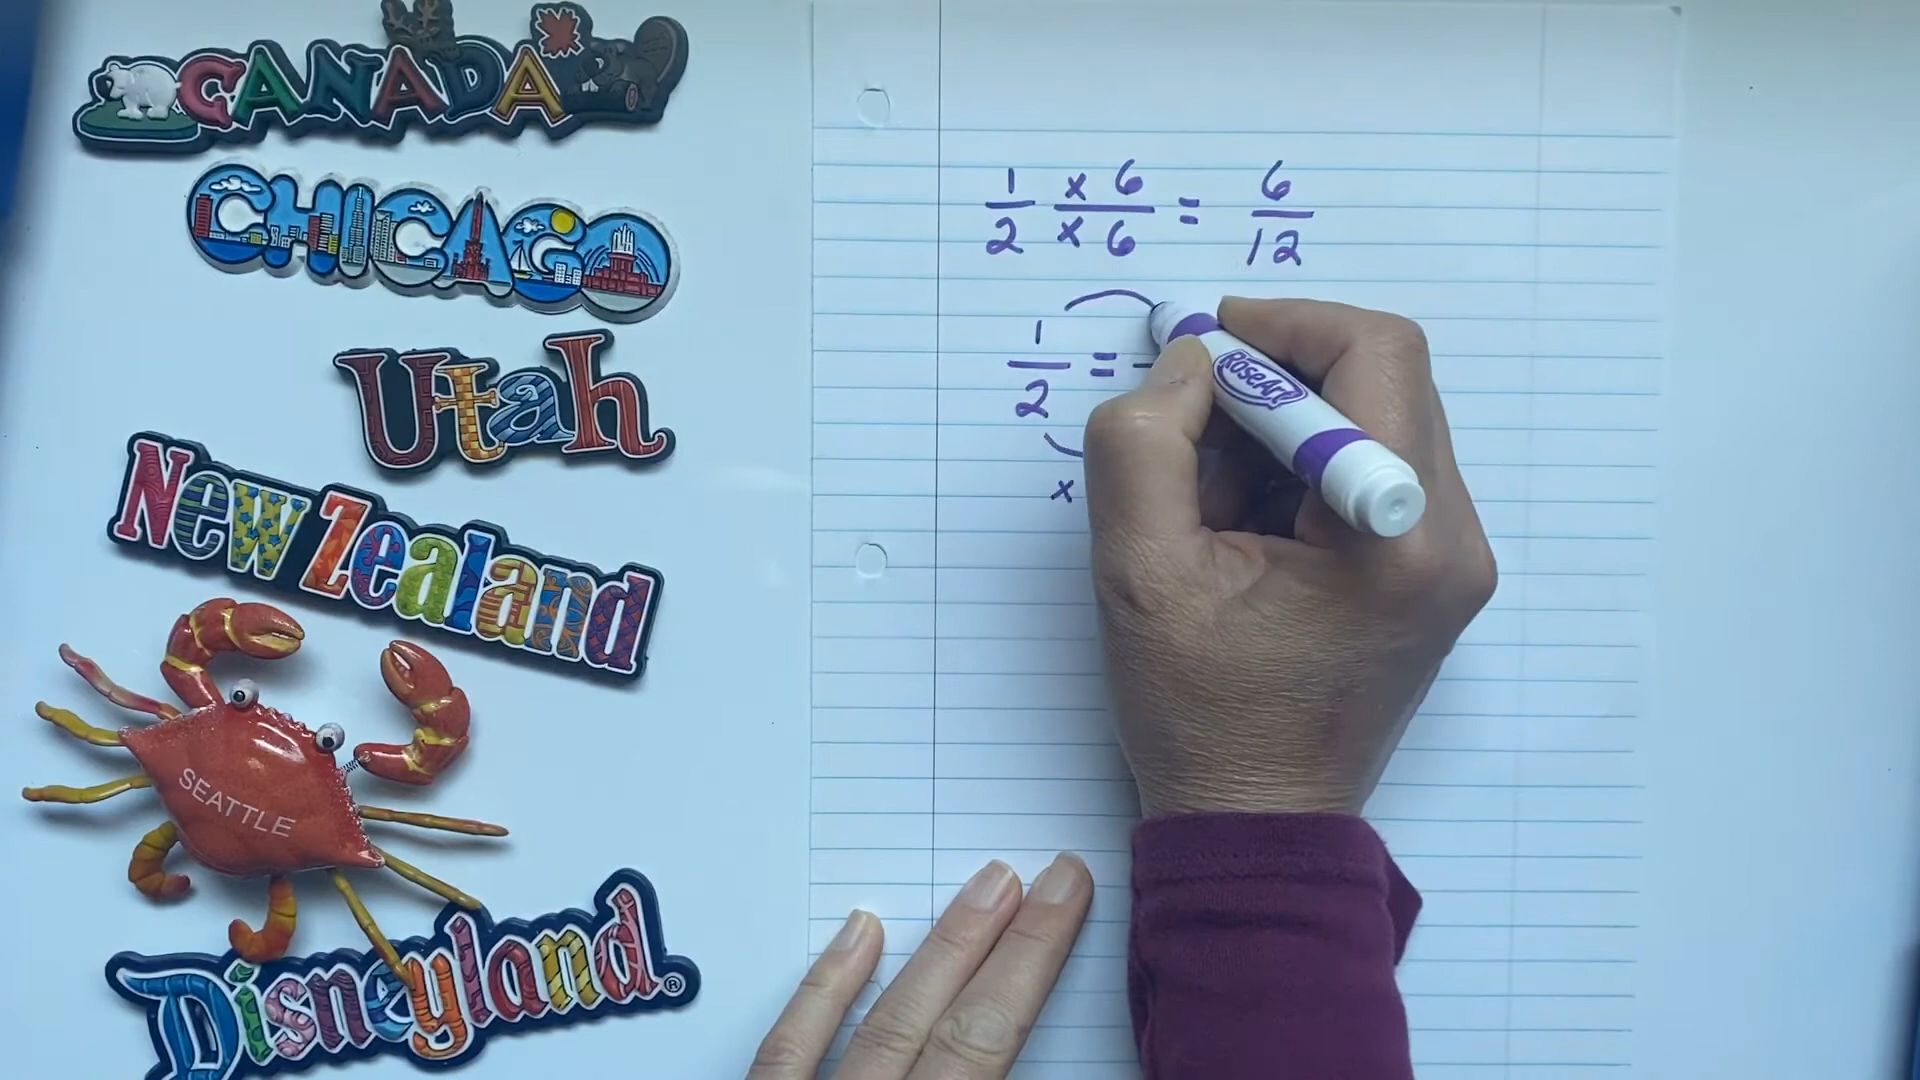 CANADA
CHICAGO
Utah
New Zealand
SEATTLE
Disneyland®
1 x 6 = 6
2 x 6 12
1
2 =
x
RoseArt